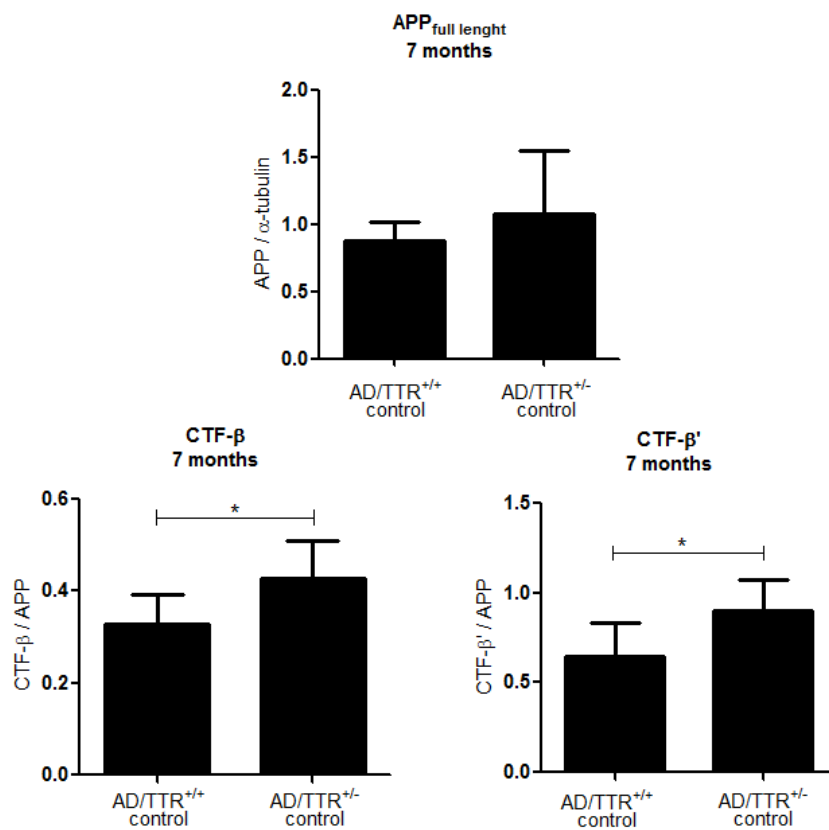 APP full lenght
7 months
2.0
1.5
1.0
0.5
0.0
APP / α-tubulin
AD/TTR+/+
control
AD/TTR+/-
control
CTF-β
7 months
0.6
0.4
0.2
0.0
CTF-β / APP
*
AD/TTR+/+
control
AD/TTR+/-
control
CTF-β'
7 months
1.5
1.0
0.5
0.0
CTF-β' / APP
*
AD/TTR+/+
control
AD/TTR+/-
control